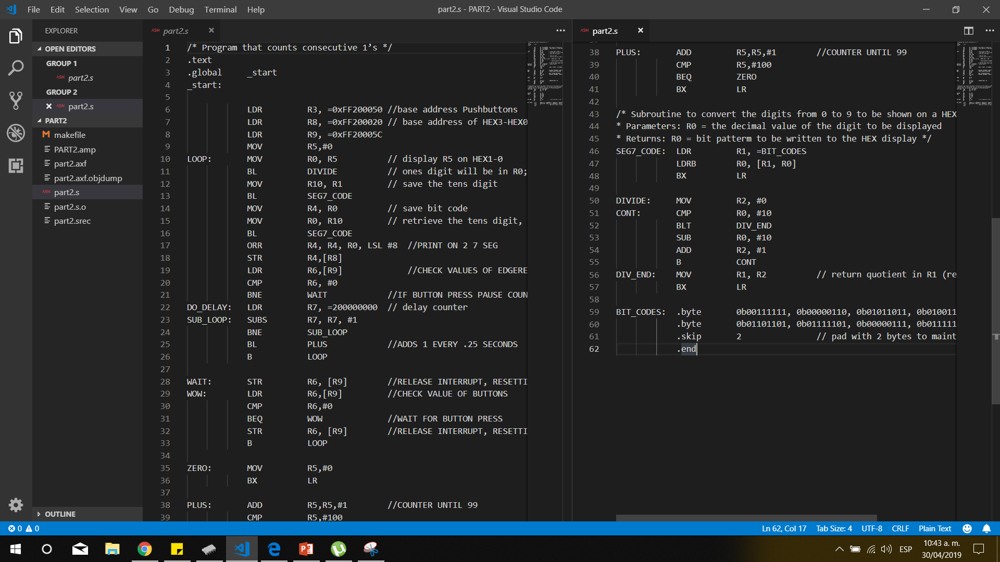 File Edit Selection View Go Debug Terminal Help
part2.s - PART2 - Visual Studio Code
EXPLORER
OPEN EDITORS
GROUP 1
ASM part2.s
GROUP 2
ASM part2.s
PART2
M makefile
PART2.amp
part2.axf
part2.axf.objdump
ASM part2.s
part2.s.o
part2.srec
OUTLINE
ASM part2.s
1 /* Program that counts consecutive 1’s */
2 .text
3 .global _start
4 _start:
5
6 LDR R3, =0xFF200050 //base address Pushbuttons
7 LDR R8, =0xFF200020 // base address of HEX3-HEX0
8 LDR R9, =0xFF20005C
9 MOV R5,#0
10 LOOP: MOV R0, R5 // display R5 on HEX1-0
11 BL DIVIDE // ones digit will be in R0;
12 MOV R10, R1 // save the tens digit
13 BL SEG7_CODE
14 MOV R4, R0 // save bit code
15 MOV R0, R10 // retrieve the tens digit,
16 BL SEG7_CODE
17 ORR R4, R4, R0, LSL #8 //PRINT ON 2 7 SEG
18 STR R4,[R8]
19 LDR R6,[R9] //CHECK VALUES OF EDGERE
20 CMP R6, #0
21 BNE WAIT //IF BUTTON PRESS PAUSE COUN
22 DO_DELAY: LDR R7, =200000000 // delay counter
23 SUB_LOOP: SUBS R7, R7, #1
24 BNE SUB_LOOP
25 BL PLUS //ADDS 1 EVERY .25 SECONDS
26 B LOOP
27
28 WAIT: STR R6, [R9] //RELEASE INTERRUPT, RESETTI
29 WOW: LDR R6,[R9] //CHECK VALUE OF BUTTONS
30 CMP R6,#0
31 BEQ WOW //WAIT FOR BUTTON PRESS
32 STR R6, [R9] //RELEASE INTERRUPT, RESETTI
33 B LOOP
34
35 ZERO: MOV R5,#0
36 BX LR
37
38 PLUS: ADD R5,R5,#1 //COUNTER UNTIL 99
39 CMP R5,#100
ASM part2.s
38 PLUS: ADD R5,R5,#1 //COUNTER UNTIL 99
39 CMP R5,#100
40 BEQ ZERO
41 BX LR
42
43 /* Subroutine to convert the digits from 0 to 9 to be shown on a HEX
44 * Parameters: R0 = the decimal value of the digit to be displayed
45 * Returns: R0 = bit patterm to be written to the HEX display */
46 SEG7_CODE: LDR R1, =BIT_CODES
47 LDRB R0, [R1, R0]
48 BX LR
49
50 DIVIDE: MOV R2, #0
51 CONT: CMP R0, #10
52 BLT DIV_END
53 SUB R0, #10
54 ADD R2, #1
55 B CONT
56 DIV_END: MOV R1, R2 // return quotient in R1 (re
57 BX LR
58
59 BIT_CODES: .byte 0b00111111, 0b00000110, 0b01011011, 0b010011
60 .byte 0b01101101, 0b01111101, 0b00000111, 0b011111
61 .skip 2 // pad with 2 bytes to maint
62 .end
0 0
Ln 62, Col 17 Tab Size: 4 UTF-8 CRLF Plain Text
ESP
10:43 a. m.
30/04/2019